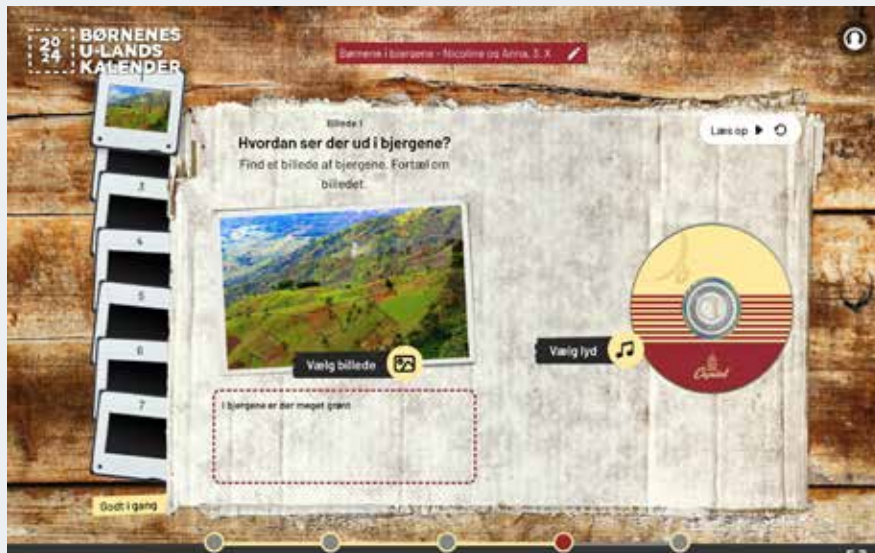 2024
BØRNENES
U-LANDS
KALENDER
Børnene i bjergene - Nicoline og Anna, 3. X
Billede 1
Hvordan ser der ud i bjergene?
Find et billede af bjergene. Fortæl om
billedet.
Læs op
3
4
5
6
7
Vælg billede
Vælg lyd
Capitol
I bjergene er der meget grønt
Godt i gang